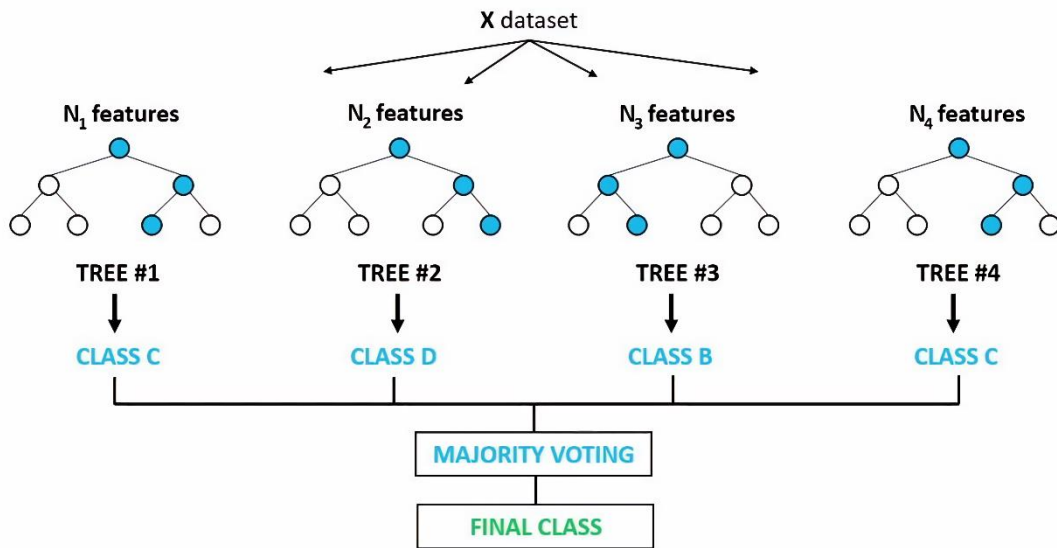 X dataset
N₁ features
N₂ features
N₃ features
N₄ features
TREE #1
TREE #2
TREE #3
TREE #4
CLASS C
CLASS D
CLASS B
CLASS C
MAJORITY VOTING
FINAL CLASS